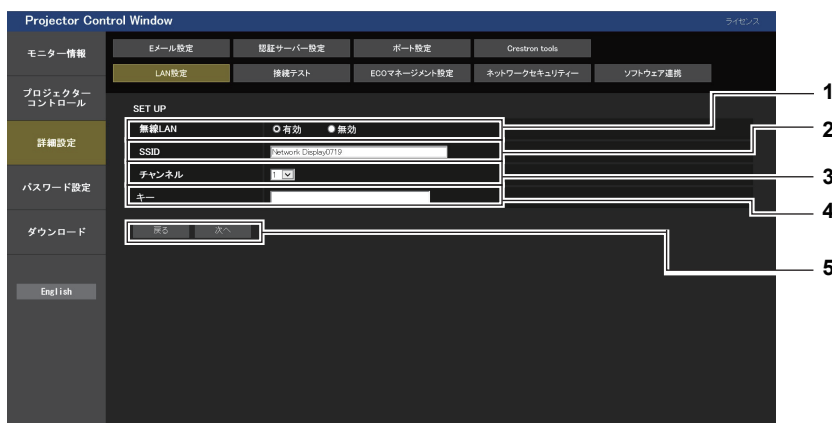 Projector Control Window
ライセンス
モニター情報
プロジェクター
コントロール
詳細設定
パスワード設定
ダウンロード
English
Eメール設定 認証サーバー設定 ポート設定 Crestron tools
LAN設定 接続テスト ECOマネージメント設定 ネットワークセキュリティー ソフトウェア連携
SET UP
無線LAN 有効 無効
SSID Network Display0719
チャンネル 1
キー
戻る 次へ
1
2
3
4
5